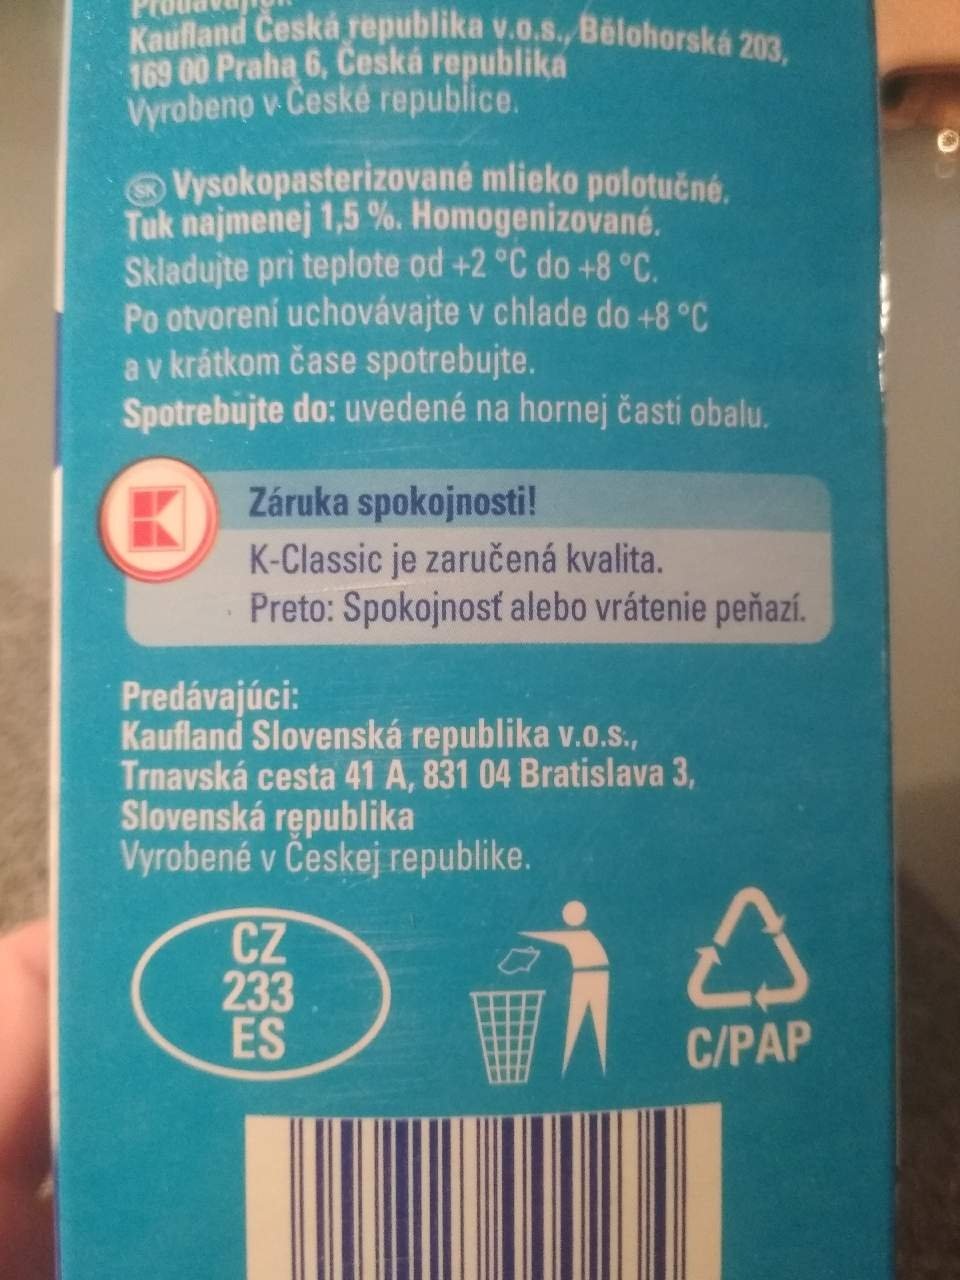 Prodávající:
Kaufland Česká republika v.o.s., Bělohorská 203,
169 00 Praha 6, Česká republika
Vyrobeno v České republice.
SK Vysokopasterizované mlieko polotučné.
Tuk najmenej 1,5 %. Homogenizované.
Skladujte pri teplote od +2 °C do +8 °C.
Po otvorení uchovávajte v chlade do +8 °C
a v krátkom čase spotrebujte.
Spotrebujte do: uvedené na hornej časti obalu.
K
Záruka spokojnosti!
K-Classic je zaručená kvalita.
Preto: Spokojnosť alebo vrátenie peňazí.
Predávajúci:
Kaufland Slovenská republika v.o.s.,
Trnavská cesta 41 A, 831 04 Bratislava 3,
Slovenská republika
Vyrobené v Českej republike.
CZ
233
ES
C/PAP